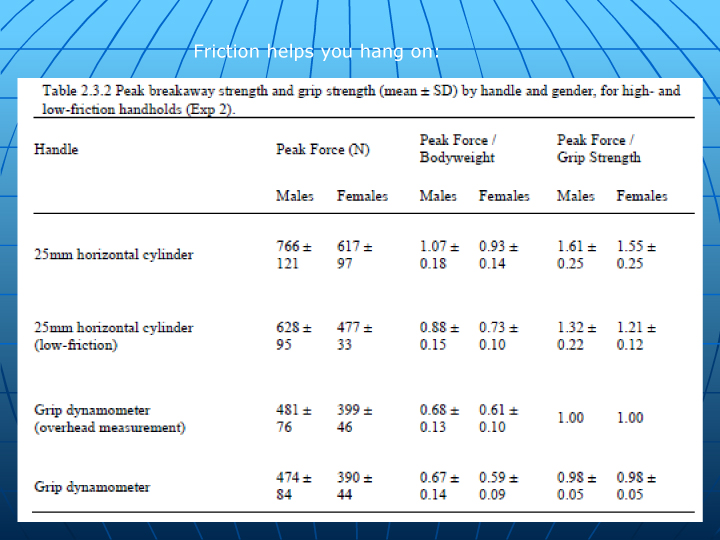 Friction helps you hang on:
Table 2.3.2 Peak breakaway strength and grip strength (mean ± SD) by handle and gender, for high- and
low-friction handholds (Exp 2).
Handle Peak Force (N) Peak Force / Bodyweight Peak Force / Grip Strength
Males Females Males Females Males Females
25mm horizontal cylinder 766 ± 121 617 ± 97 1.07 ± 0.18 0.93 ± 0.14 1.61 ± 0.25 1.55 ± 0.25
25mm horizontal cylinder (low-friction) 628 ± 95 477 ± 33 0.88 ± 0.15 0.73 ± 0.10 1.32 ± 0.22 1.21 ± 0.12
Grip dynamometer (overhead measurement) 481 ± 76 399 ± 46 0.68 ± 0.13 0.61 ± 0.10 1.00 1.00
Grip dynamometer 474 ± 84 390 ± 44 0.67 ± 0.14 0.59 ± 0.09 0.98 ± 0.05 0.98 ± 0.05